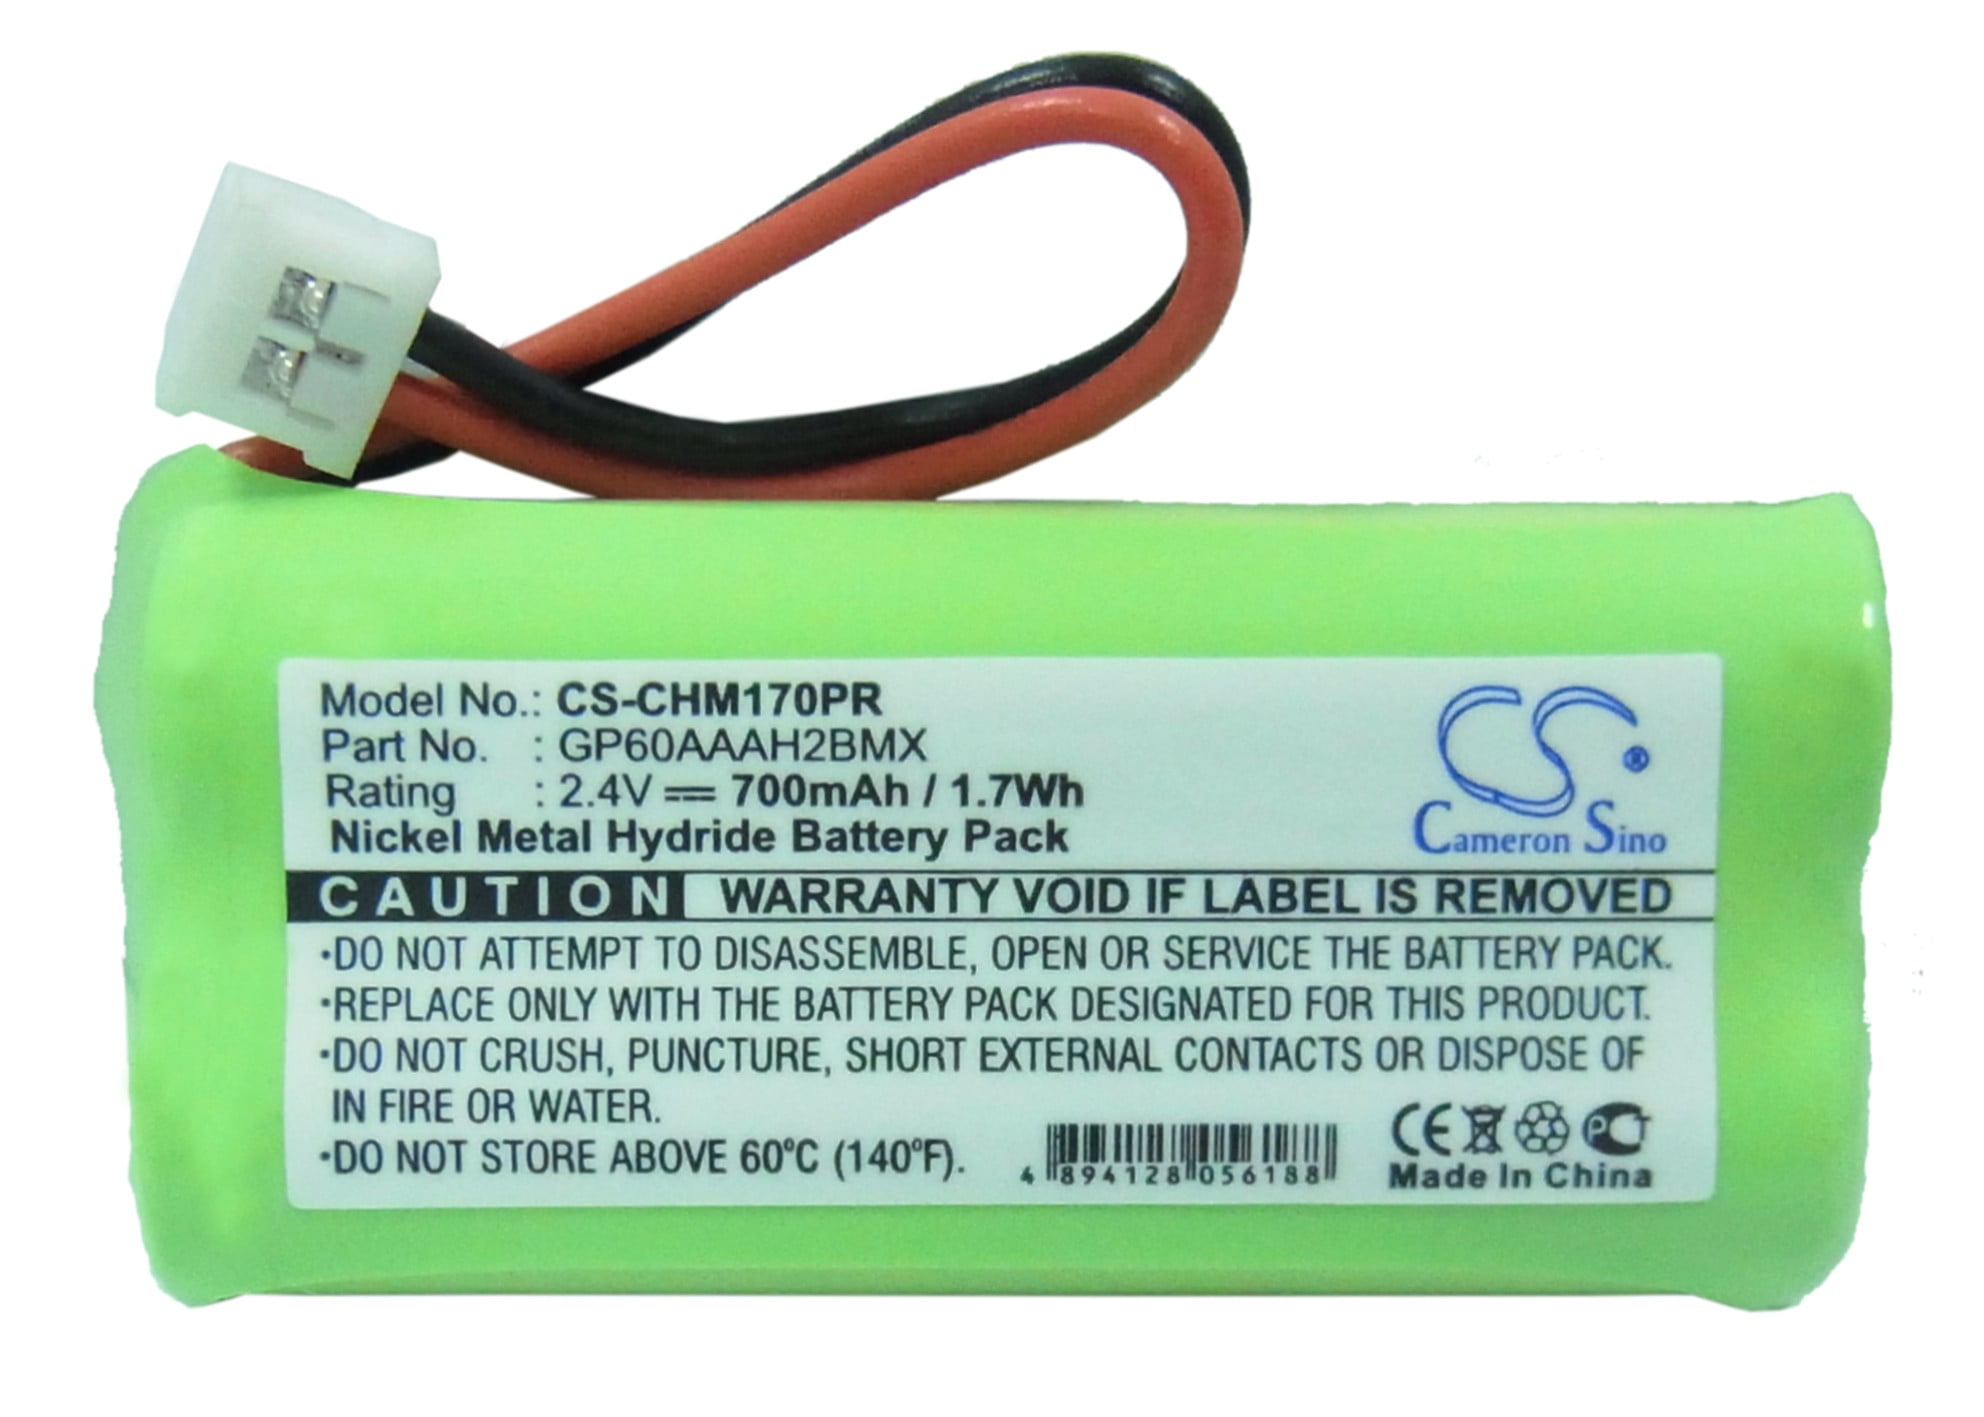 Model No.: CS-CHM170PR
Part No. : GP60AAAH2BMX
Rating : 2.4V 700mAh / 1.7Wh
Nickel Metal Hydride Battery Pack
CS®
Cameron Sino
CAUTION WARRANTY VOID IF LABEL IS REMOVED
·DO NOT ATTEMPT TO DISASSEMBLE, OPEN OR SERVICE THE BATTERY PACK.
·REPLACE ONLY WITH THE BATTERY PACK DESIGNATED FOR THIS PRODUCT.
·DO NOT CRUSH, PUNCTURE, SHORT EXTERNAL CONTACTS OR DISPOSE OF
IN FIRE OR WATER.
·DO NOT STORE ABOVE 60°C (140°F).
4 894128 056188
CE PCT
Made In China